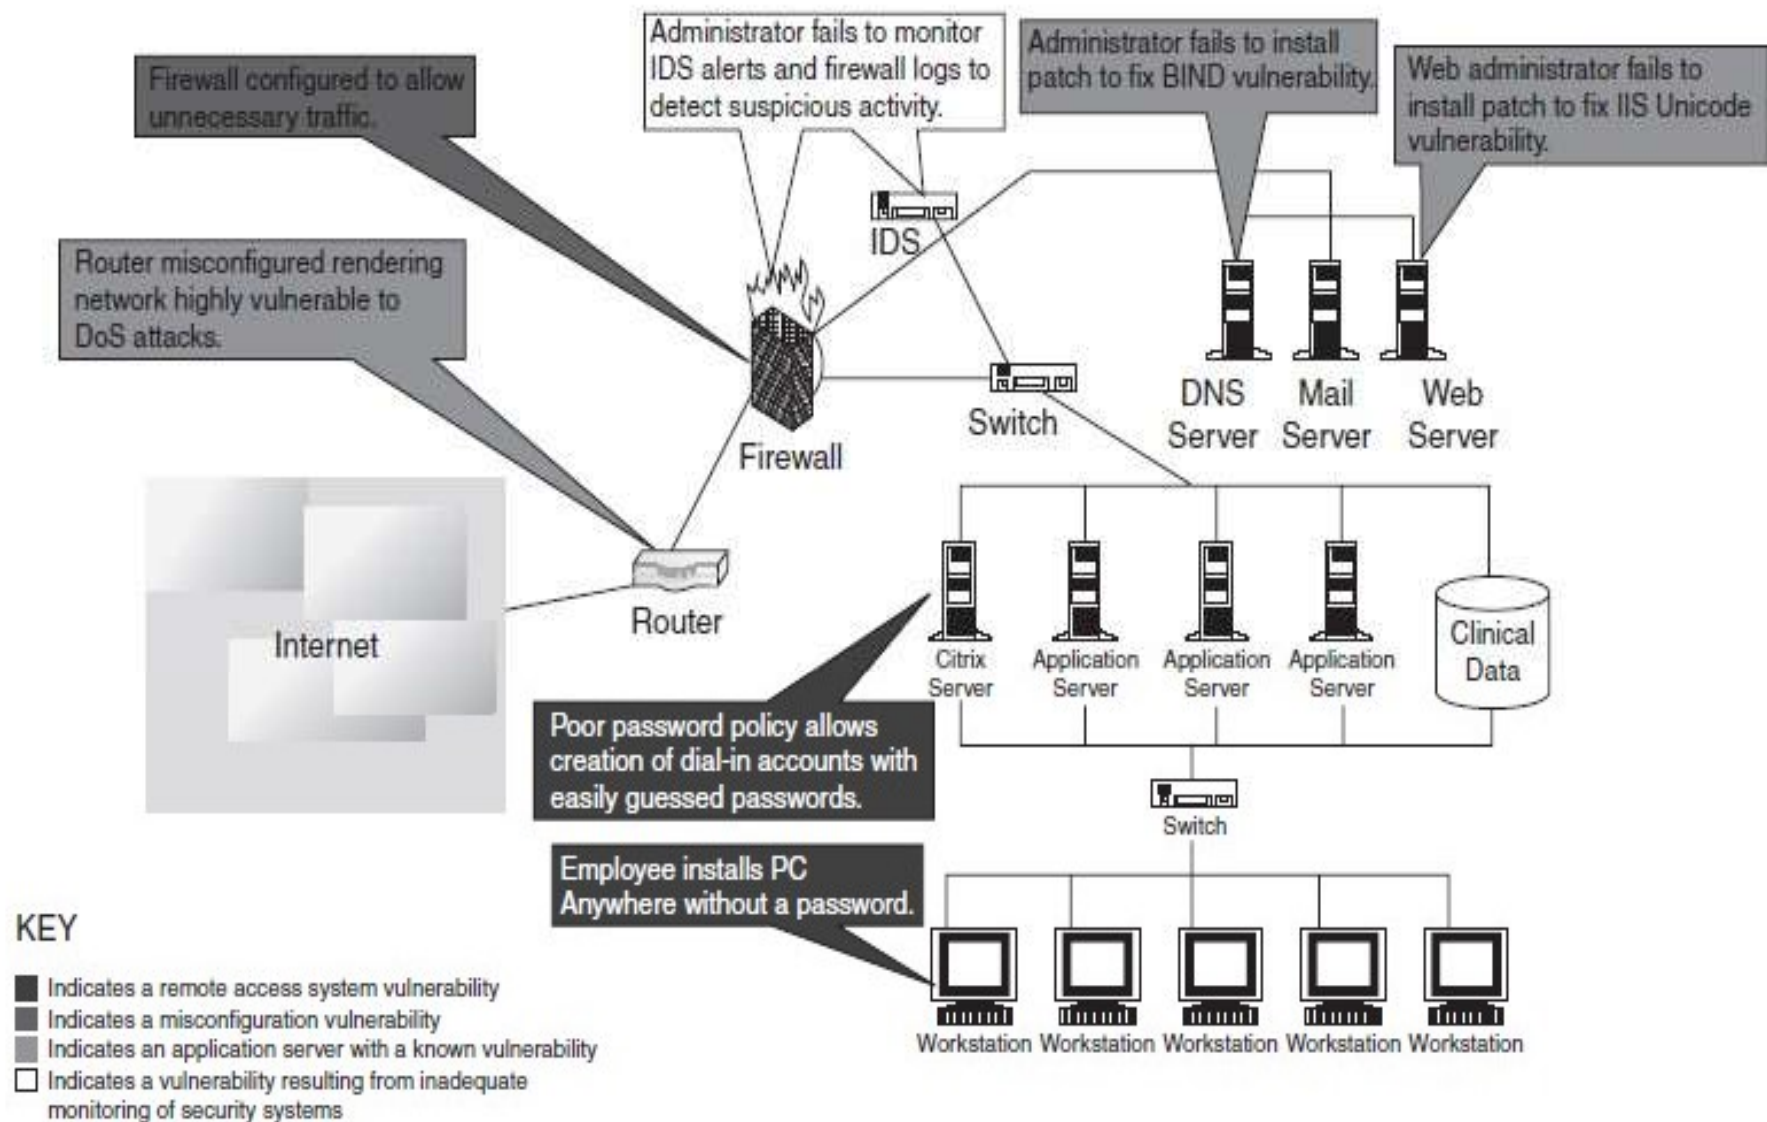 Firewall configured to allow
unnecessary traffic.
Administrator fails to monitor
IDS alerts and firewall logs to
detect suspicious activity.
Administrator fails to install
patch to fix BIND vulnerability.
Web administrator fails to
install patch to fix IIS Unicode
vulnerability.
Router misconfigured rendering
network highly vulnerable to
DoS attacks.
IDS
Firewall
Switch
DNS
Server
Mail
Server
Web
Server
Internet
Router
Citrix
Server
Application
Server
Application
Server
Application
Server
Clinical
Data
Poor password policy allows
creation of dial-in accounts with
easily guessed passwords.
Switch
Employee installs PC
Anywhere without a password.
Workstation
Workstation
Workstation
Workstation
Workstation
KEY
Indicates a remote access system vulnerability
Indicates a misconfiguration vulnerability
Indicates an application server with a known vulnerability
Indicates a vulnerability resulting from inadequate
monitoring of security systems